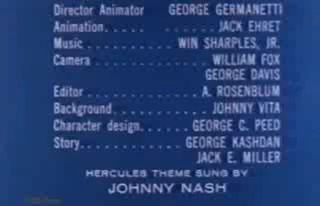 Director Animator GEORGE GERMANETTI
Animation..... ......JACK EHRET
Music ............ WIN SHARPLES, JR.
Camera ................ WILLIAM FOX
GEORGE DAVIS
Editor ................ A. ROSENBLUM
Background........... JOHNNY VITA
Character design...... GEORGE C. PEED
Story............ GEORGE KASHDAN
JACK E. MILLER
HERCULES THEME SUNG BY
JOHNNY NASH